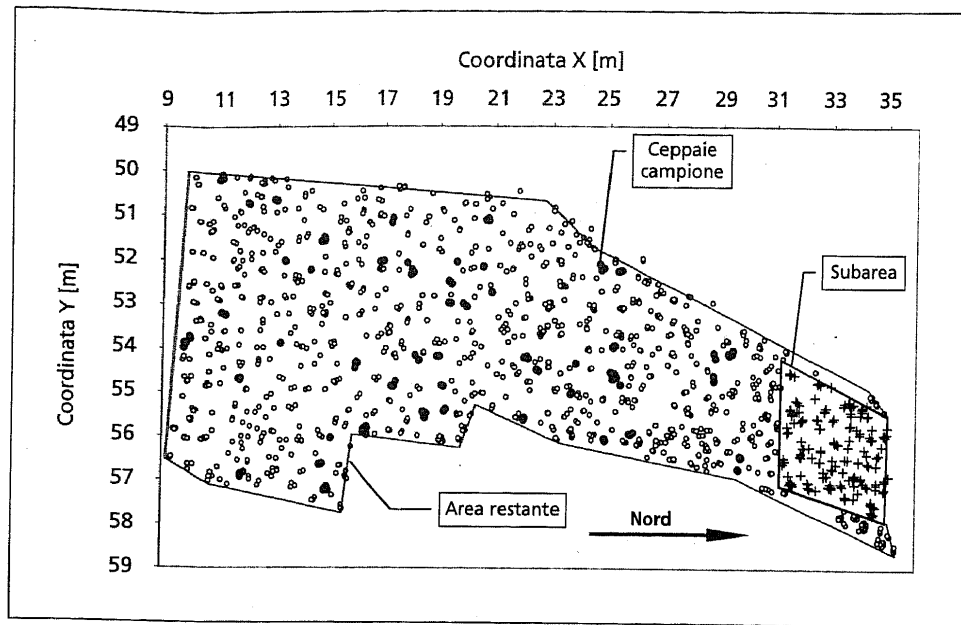 Coordinata X [m]
9 11 13 15 17 19 21 23 25 27 29 31 33 35
49
50
51
52
53
54
55
56
57
58
59
Coordinata Y [m]
Ceppaie
campione
Subarea
Area restante
Nord